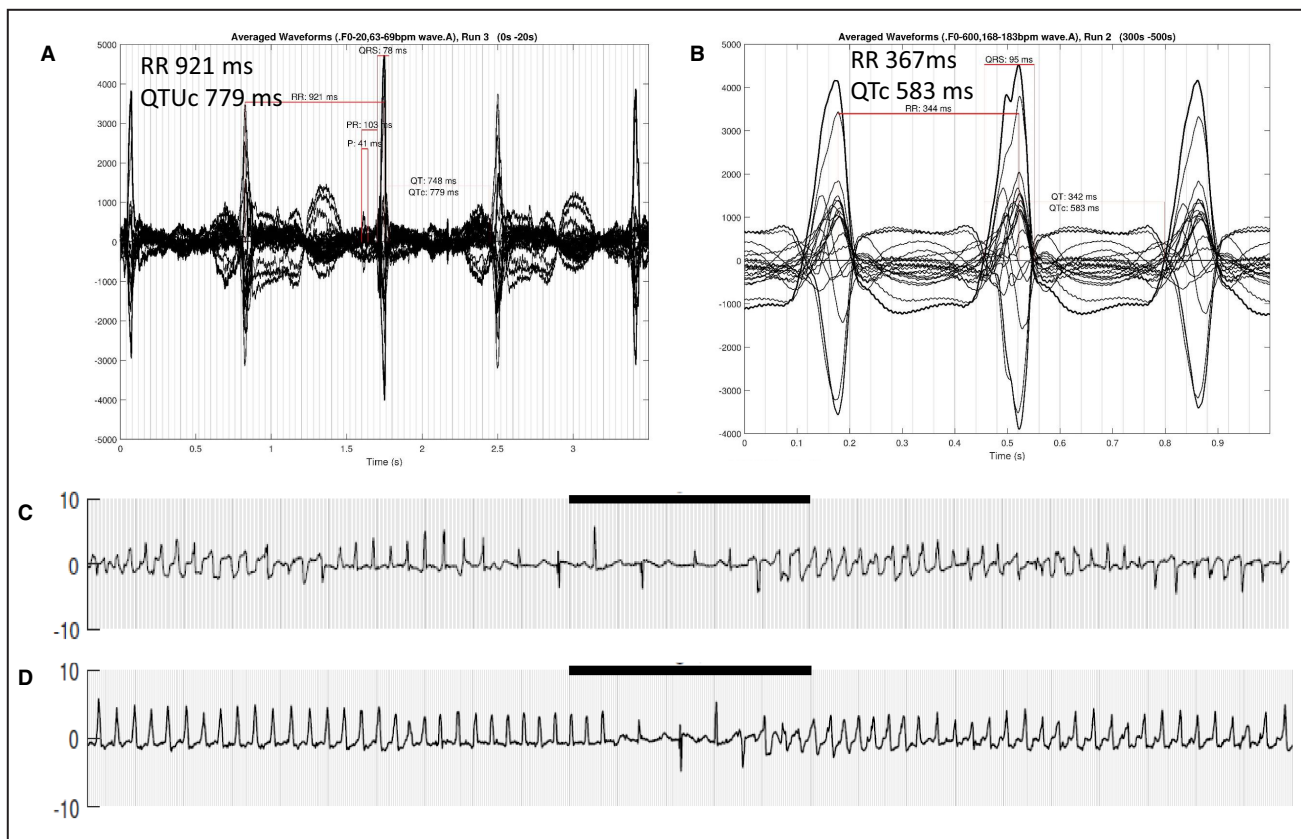 A
Averaged Waveforms (.F0-20,63-69bpm wave.A), Run 3 (0s -20s)
RR 921 ms
QTUc 779 ms
QRS: 78 ms
RR: 921 ms
PR: 103 ms
P: 41 ms
QT: 748 ms
QTc: 779 ms
5000
4000
3000
2000
1000
0
-1000
-2000
-3000
-4000
-5000
0 0.5 1 1.5 2 2.5 3
Time (s)
B
Averaged Waveforms (.F0-600,168-183bpm wave.A), Run 2 (300s -500s)
RR 367ms
QTc 583 ms
QRS: 95 ms
RR: 344 ms
QT: 342 ms
QTc: 583 ms
5000
4000
3000
2000
1000
0
-1000
-2000
-3000
-4000
0 0.1 0.2 0.3 0.4 0.5 0.6 0.7 0.8 0.9
Time (s)
C
10
0
-10
D
10
0
-10